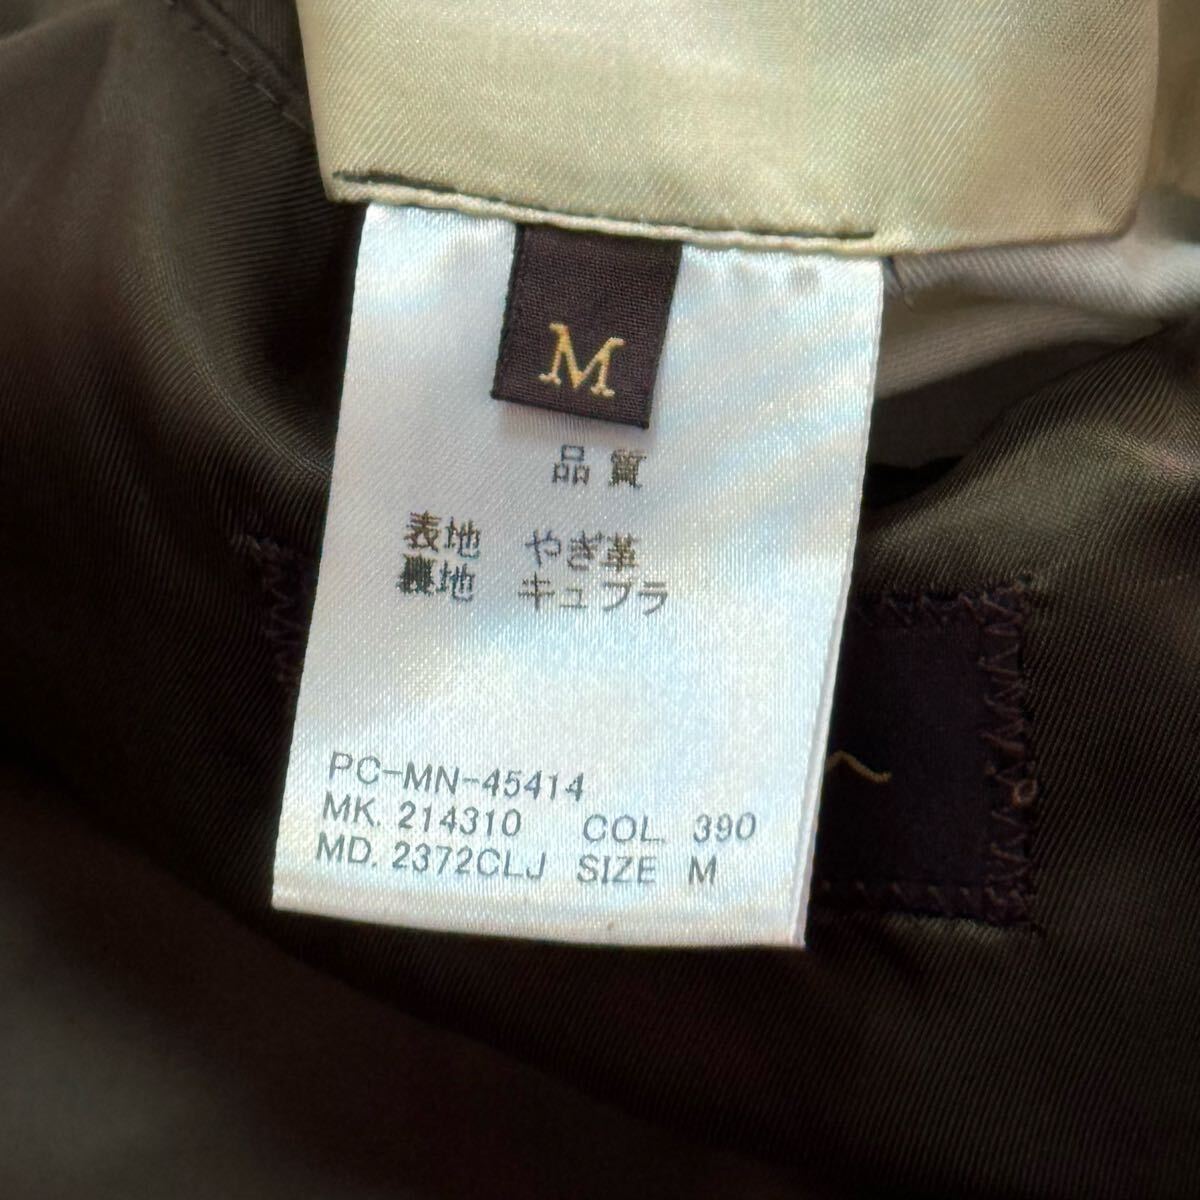 M
品質
表地 やぎ革
裏地 キュプラ
PC-MN-45414
MK. 214310 COL. 390
MD. 2372CLJ SIZE M